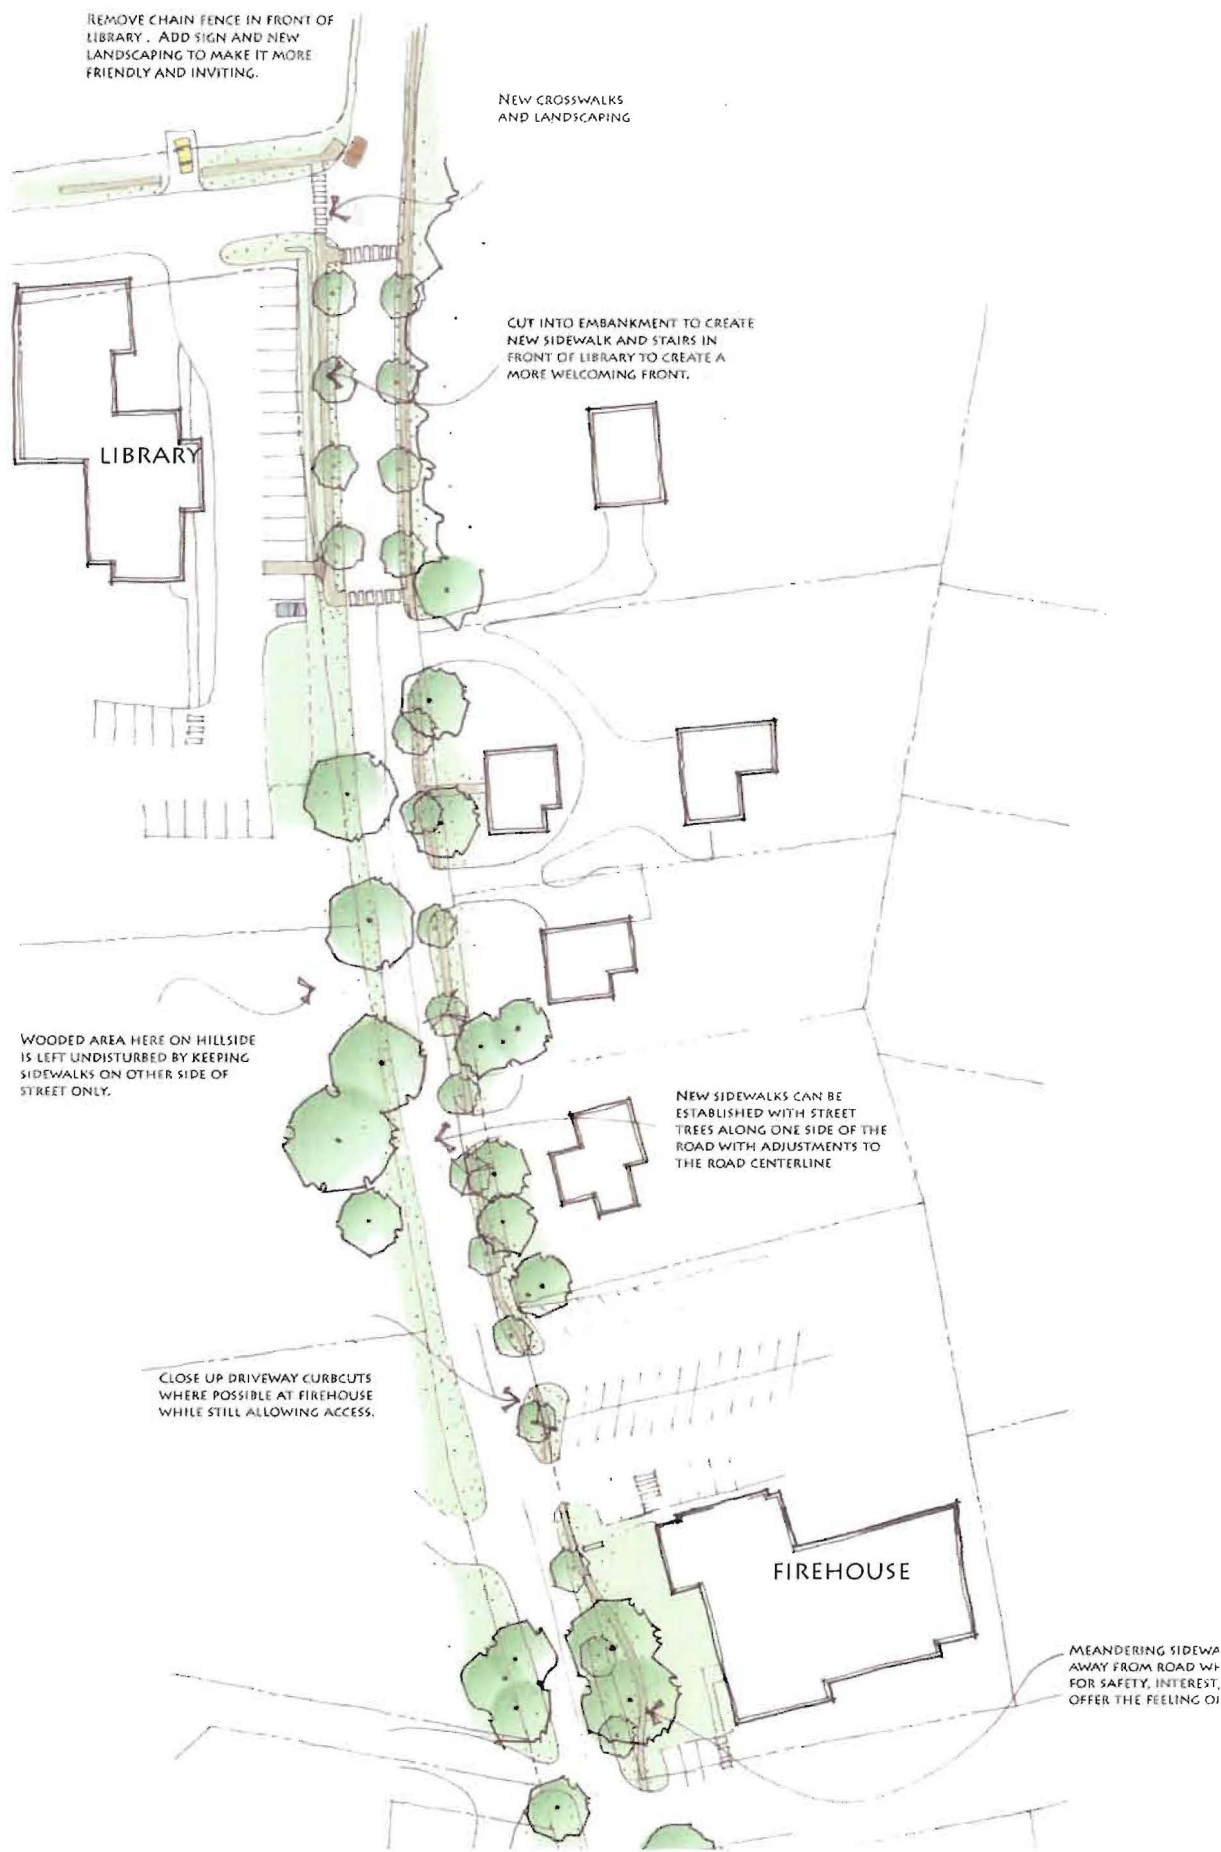 REMOVE CHAIN FENCE IN FRONT OF
LIBRARY. ADD SIGN AND NEW
LANDSCAPING TO MAKE IT MORE
FRIENDLY AND INVITING.
NEW CROSSWALKS
AND LANDSCAPING
CUT INTO EMBANKMENT TO CREATE
NEW SIDEWALK AND STAIRS IN
FRONT OF LIBRARY TO CREATE A
MORE WELCOMING FRONT.
LIBRARY
WOODED AREA HERE ON HILLSIDE
IS LEFT UNDISTURBED BY KEEPING
SIDEWALKS ON OTHER SIDE OF
STREET ONLY.
NEW SIDEWALKS CAN BE
ESTABLISHED WITH STREET
TREES ALONG ONE SIDE OF THE
ROAD WITH ADJUSTMENTS TO
THE ROAD CENTERLINE
CLOSE UP DRIVEWAY CURBCUTS
WHERE POSSIBLE AT FIREHOUSE
WHILE STILL ALLOWING ACCESS.
FIREHOUSE
MEANDERING
AWAY FROM ROAD
FOR SAFETY, INTEREST,
OFFER THE FEELING